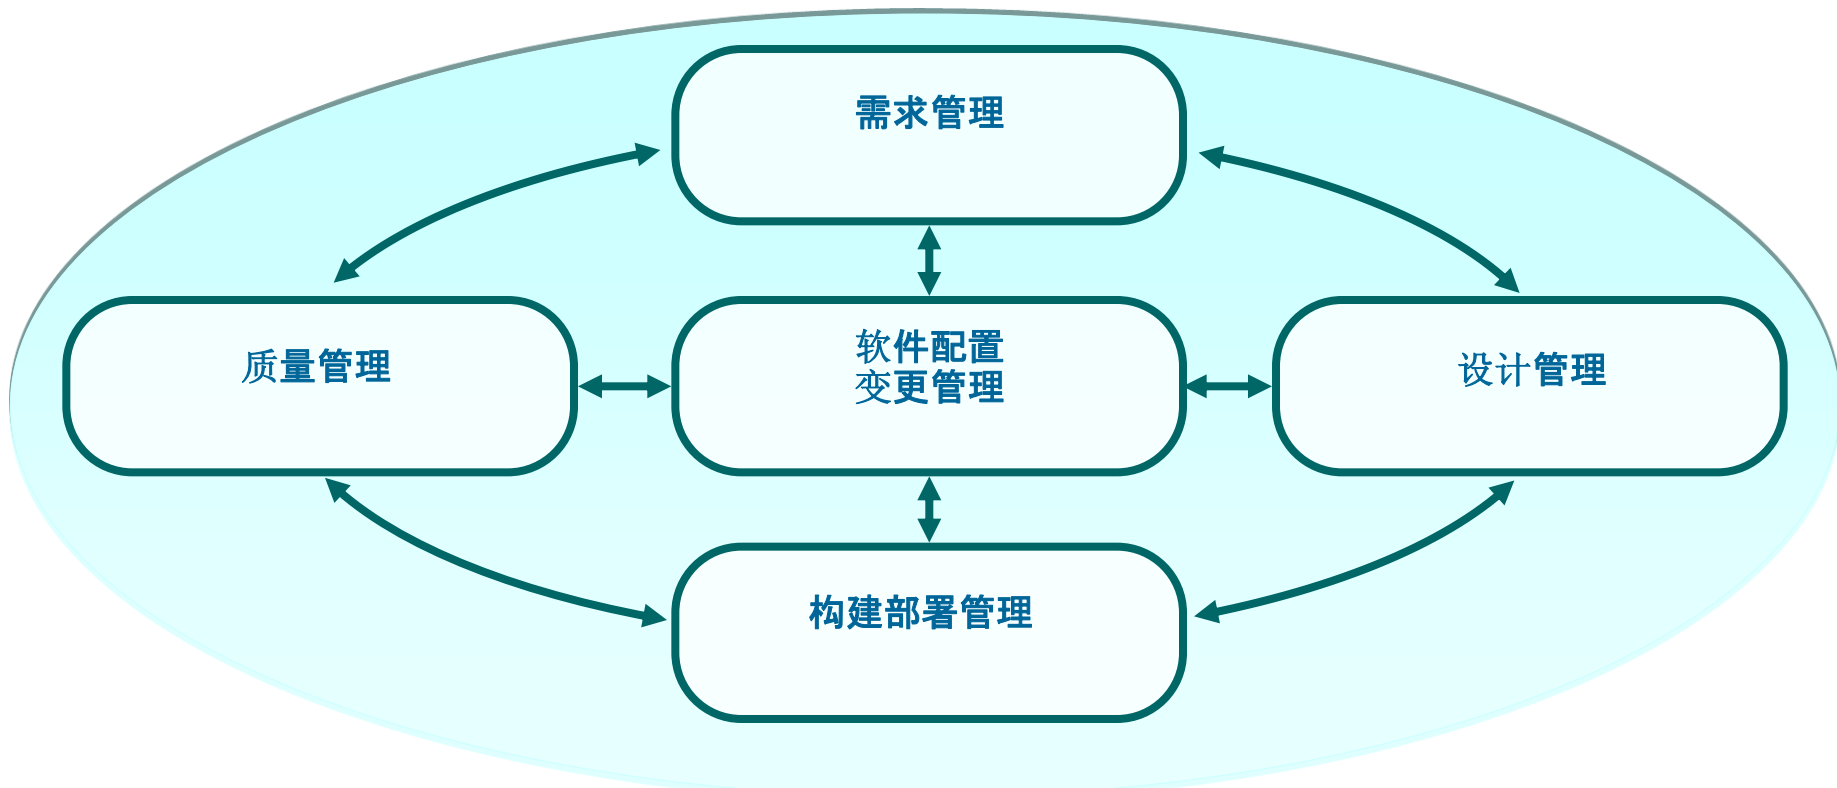 需求管理
质量管理
软件配置
变更管理
设计管理
构建部署管理